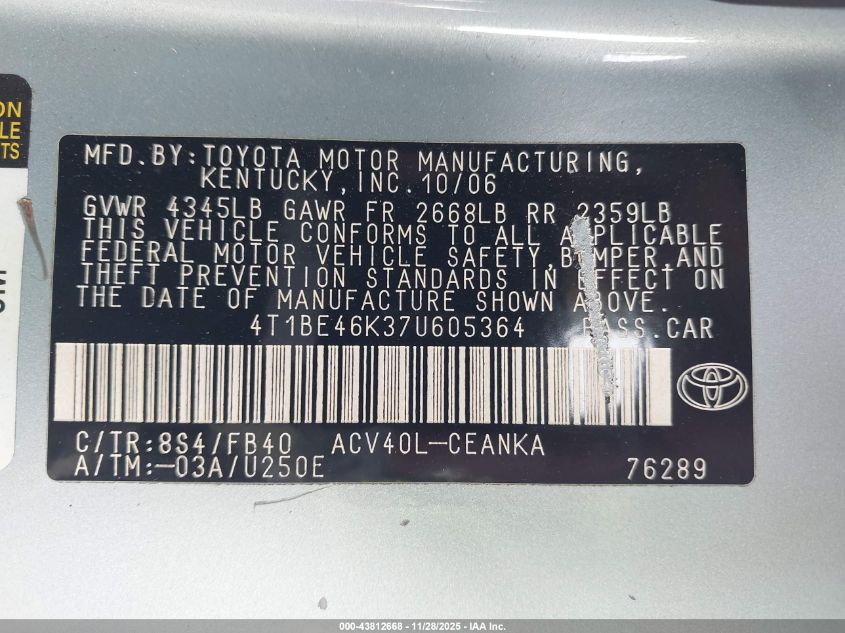 ON
LE
TS
MFD.BY:TOYOTA MOTOR MANUFACTURING,
KENTUCKY,INC.10/06
GVWR 4345LB GAWR FR 2668LB RR 2359LB
THIS VEHICLE CONFORMS TO ALL APPLICABLE
FEDERAL MOTOR VEHICLE SAFETY,BUMPER,AND
THEFT PREVENTION STANDARDS IN EFFECT ON
THE DATE OF MANUFACTURE SHOWN ABOVE.
4T1BE46K37U605364 PASS.CAR
C/TR:8S4/FB40 ACV40L-CEANKA
A/TM:-03A/U250E 76289
000-43812668 - 11/28/2025 - IAA Inc.